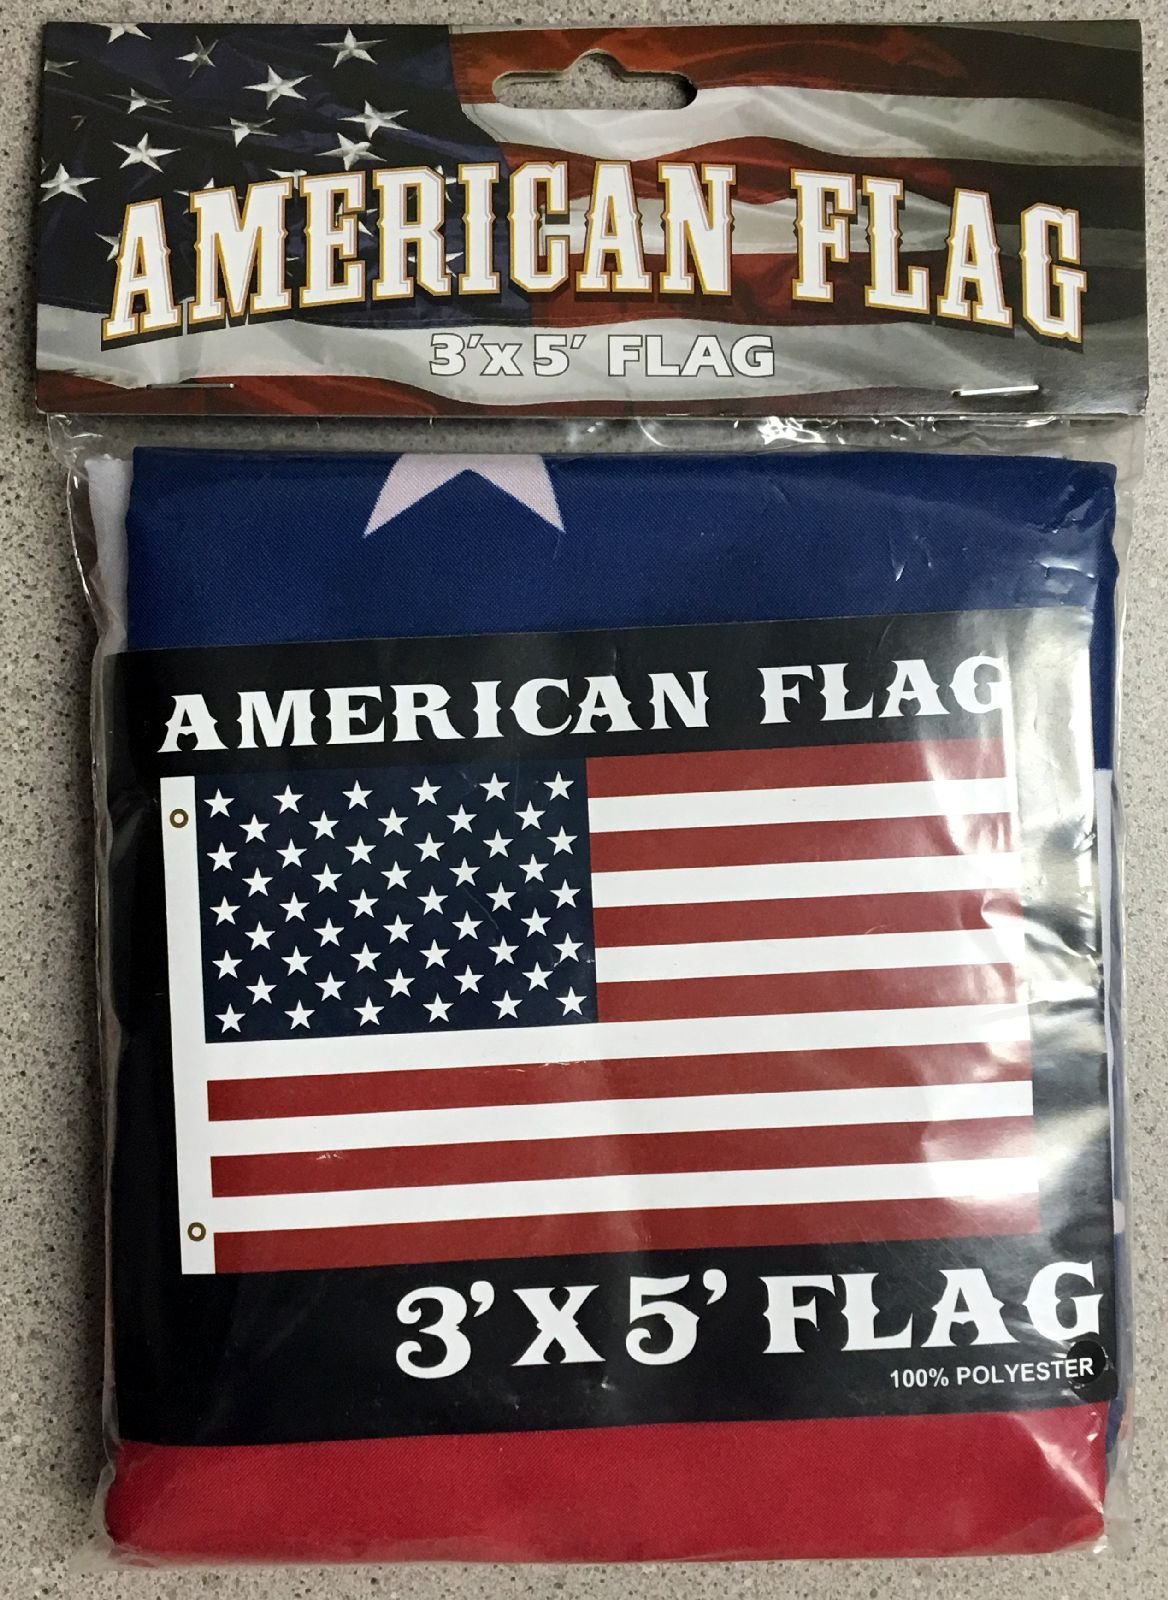 AMERICAN FLAG
3'x 5' FLAG
AMERICAN FLAG
3'X 5' FLAG
100% POLYESTER